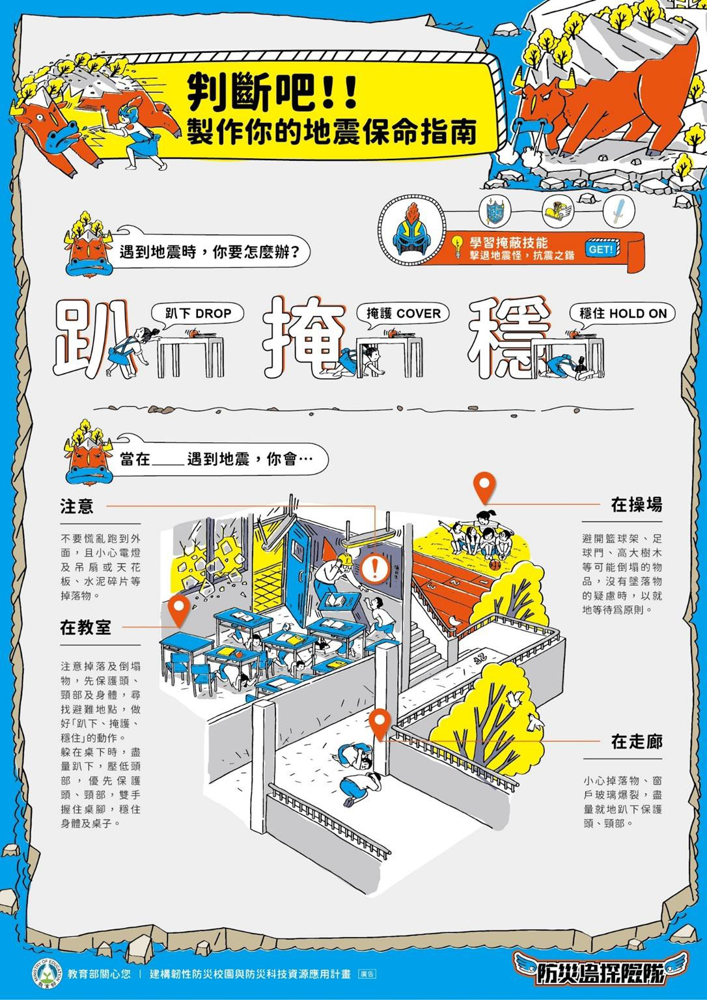 判斷吧!!
製作你的地震保命指南
遇到地震時,你要怎麼辦?
學習掩蔽技能
擊退地震怪,抗震之鎧
GET!
趴
趴下 DROP
掩
掩護 COVER
穩
穩住 HOLD ON
當在____遇到地震,你會…
注意
不要慌亂跑到外
面,且小心電燈
及吊扇或天花
板、水泥碎片等
掉落物。
在教室
注意掉落及倒塌
物,先保護頭、
頸部及身體,尋
找避難地點,做
好「趴下、掩護、
穩住」的動作。
躲在桌下時,盡
量趴下,壓低頭
部,優先保護
頭、頸部,雙手
握住桌腳,穩住
身體及桌子。
!
值日生:
1
2
3
在操場
避開籃球架、足
球門、高大樹木
等可能倒塌的物
品,沒有墜落物
的疑慮時,以就
地等待為原則。
在走廊
小心掉落物、窗
戶玻璃爆裂,盡
量就地趴下保護
頭、頸部。
MINISTRY OF EDUCATION
教育部
教育部關心您 | 建構韌性防災校園與防災科技資源應用計畫 廣告
防災島探險隊